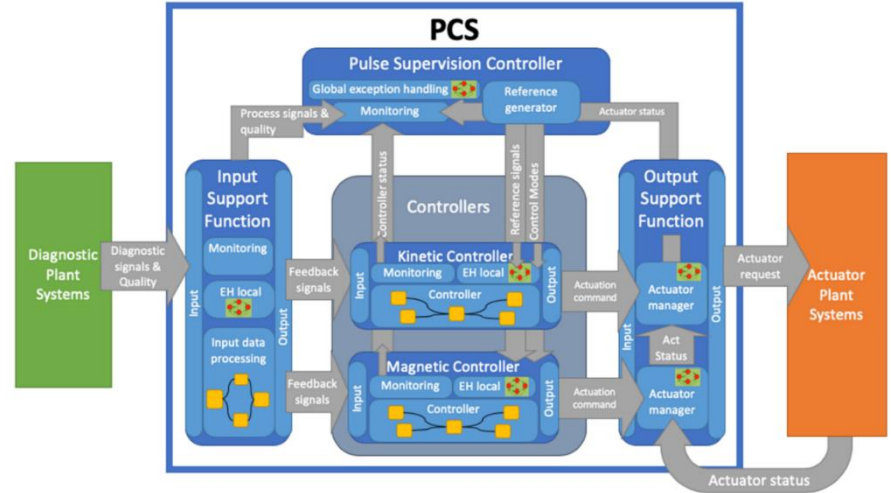 PCS
Pulse Supervision Controller
Global exception handling
Monitoring
Reference
generator
Process signals &
quality
Actuator status
Controller status
Reference signals
Control Modes
Diagnostic
Plant
Systems
Diagnostic
signals &
Quality
Input
Support
Function
Monitoring
EH local
Input data
processing
Input
Output
Feedback
signals
Feedback
signals
Controllers
Kinetic Controller
Monitoring
EH local
Controller
Input
Output
Magnetic Controller
Monitoring
EH local
Controller
Input
Output
Actuation
command
Actuation
command
Output
Support
Function
Input
Output
Actuator
manager
Act
Status
Actuator
manager
Actuator
request
Actuator
Plant
Systems
Actuator status